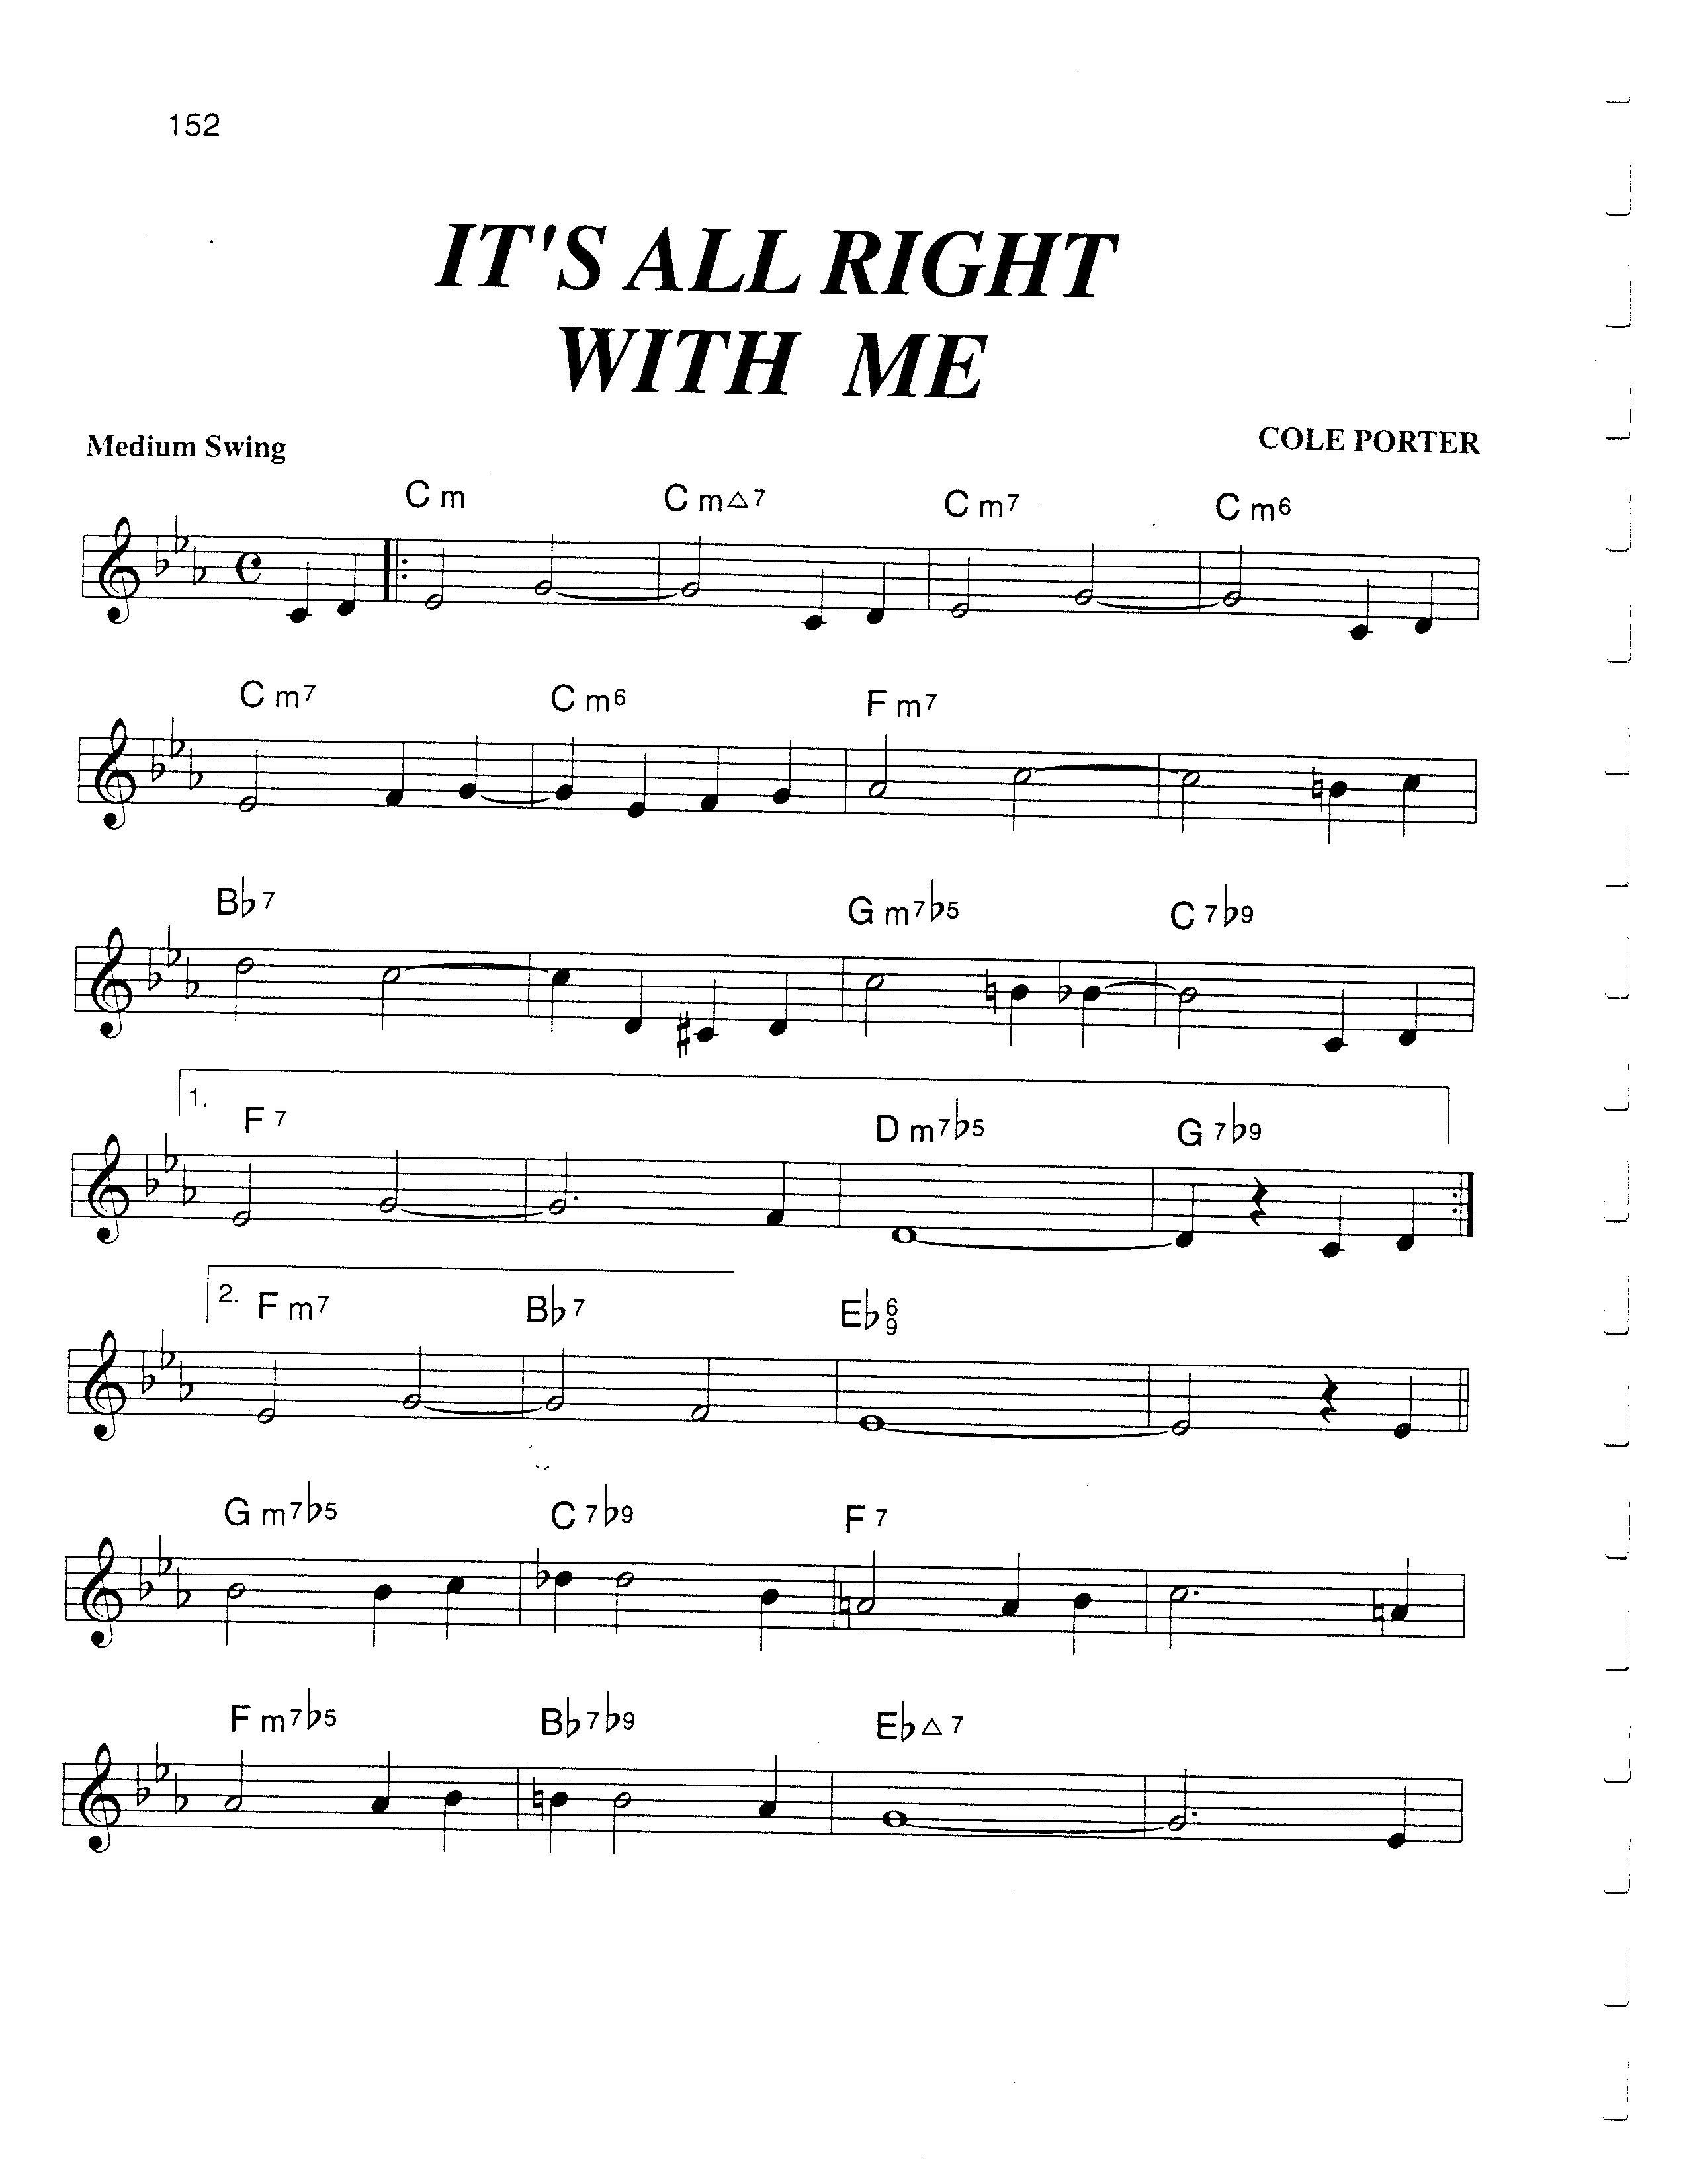 152
IT'S ALL RIGHT
WITH ME
Medium Swing
COLE PORTER
C m C m△7 C m7 C m6
C m7 C m6 F m7
B♭7 G m7♭5 C 7♭9
1.
F 7 D m7♭5 G 7♭9
2.
F m7 B♭7 E♭6 9
G m7♭5 C 7♭9 F 7
F m7♭5 B♭7♭9 E♭△7